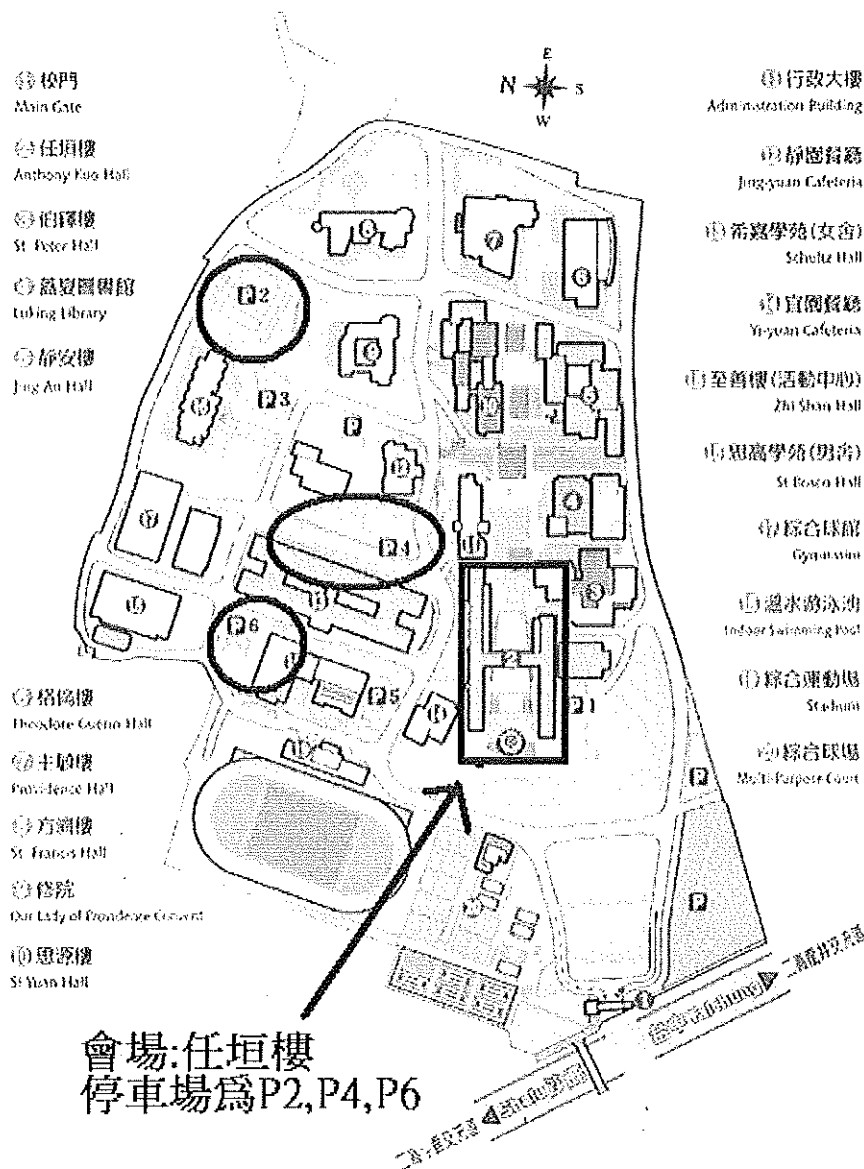 校門
Main Gate
任垣樓
Anthony Kuo Hall
伯鐸樓
St. Peter Hall
蓋夏圖書館
Luking Library
靜安樓
Jing An Hall
格倫樓
Theodore Guerin Hall
主顧樓
Providence Hall
方濟樓
St. Francis Hall
修院
Our Lady of Providence Convent
思源樓
St Yuan Hall
E
N
S
W
行政大樓
Administration Building
靜園餐廳
Jing-yuan Cafeteria
希嘉學苑(女舍)
Schultz Hall
宜園餐廳
Yi-yuan Cafeteria
至善樓(活動中心)
Zhi Shan Hall
思高學苑(男舍)
St Bosco Hall
綜合球館
Gymnasium
溫水游泳池
Indoor Swimming Pool
綜合運動場
Stadium
綜合球場
Multi-Purpose Court
P2
P3
P
P4
P6
P5
P1
P
P
會場:任垣樓
停車場為P2,P4,P6